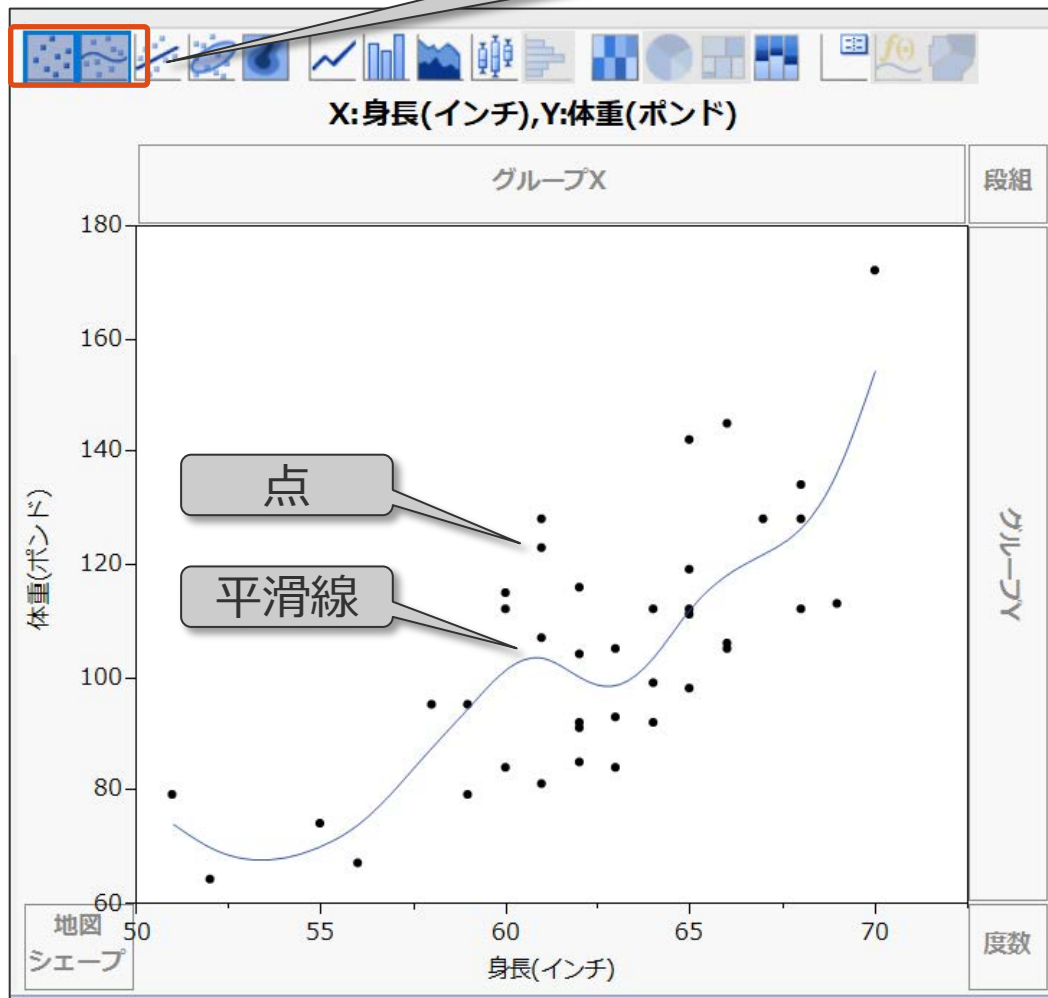 X:身長(インチ),Y:体重(ポンド)
グループX
段組
180
160
140
120
100
80
60
体重(ポンド)
点
平滑線
グループY
地図
シェープ
50
55
60
65
70
身長(インチ)
度数